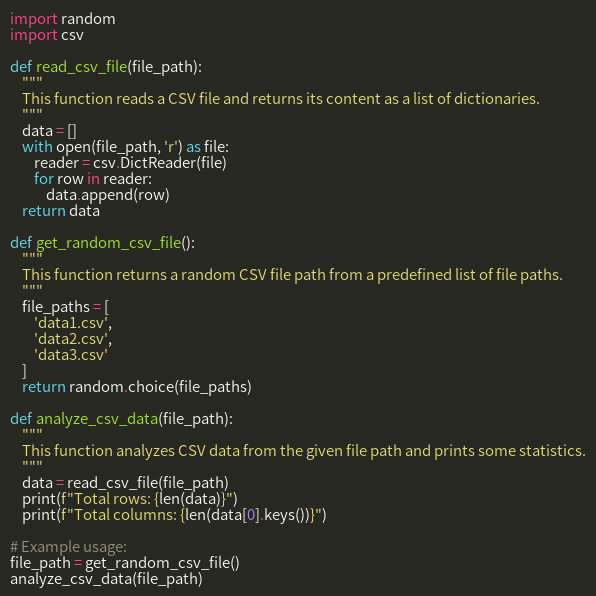 import random
import csv

def read_csv_file(file_path):
    """
    This function reads a CSV file and returns its content as a list of dictionaries.
    """
    data = []
    with open(file_path, 'r') as file:
        reader = csv.DictReader(file)
        for row in reader:
            data.append(row)
    return data

def get_random_csv_file():
    """
    This function returns a random CSV file path from a predefined list of file paths.
    """
    file_paths = [
        'data1.csv',
        'data2.csv',
        'data3.csv'
    ]
    return random.choice(file_paths)

def analyze_csv_data(file_path):
    """
    This function analyzes CSV data from the given file path and prints some statistics.
    """
    data = read_csv_file(file_path)
    print(f"Total rows: {len(data)}")
    print(f"Total columns: {len(data[0].keys())}")

# Example usage:
file_path = get_random_csv_file()
analyze_csv_data(file_path)